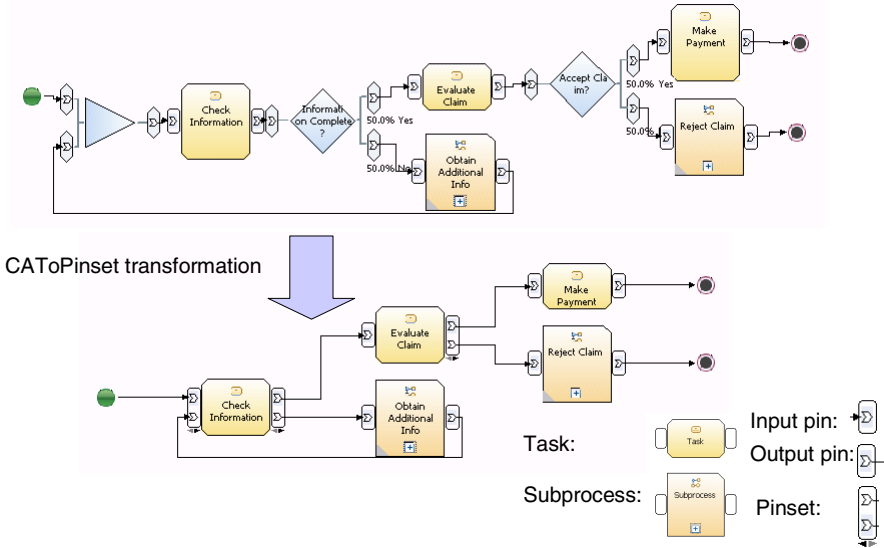 Make
Payment
Check
Information
Informati
on Complete
?
50.0% Yes
Evaluate
Claim
Accept Cla
im?
50.0% Yes
50.0%
Reject Claim
50.0% No
Obtain
Additional
Info
CAToPinset transformation
Make
Payment
Evaluate
Claim
Reject Claim
Check
Information
Obtain
Additional
Info
Task:
Task
Input pin:
Output pin:
Subprocess:
Subprocess
Pinset: